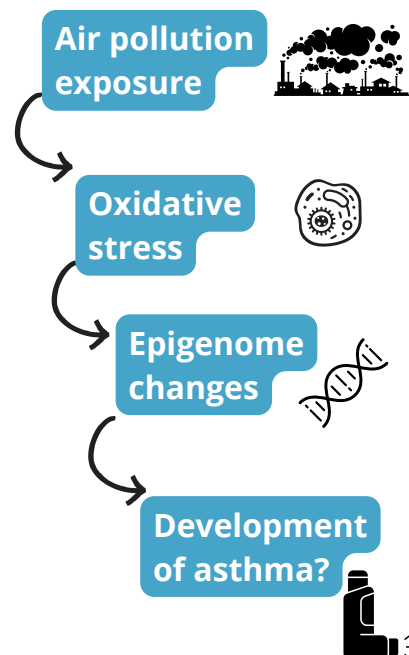 Air pollution
exposure
Oxidative
stress
Epigenome
changes
Development
of asthma?